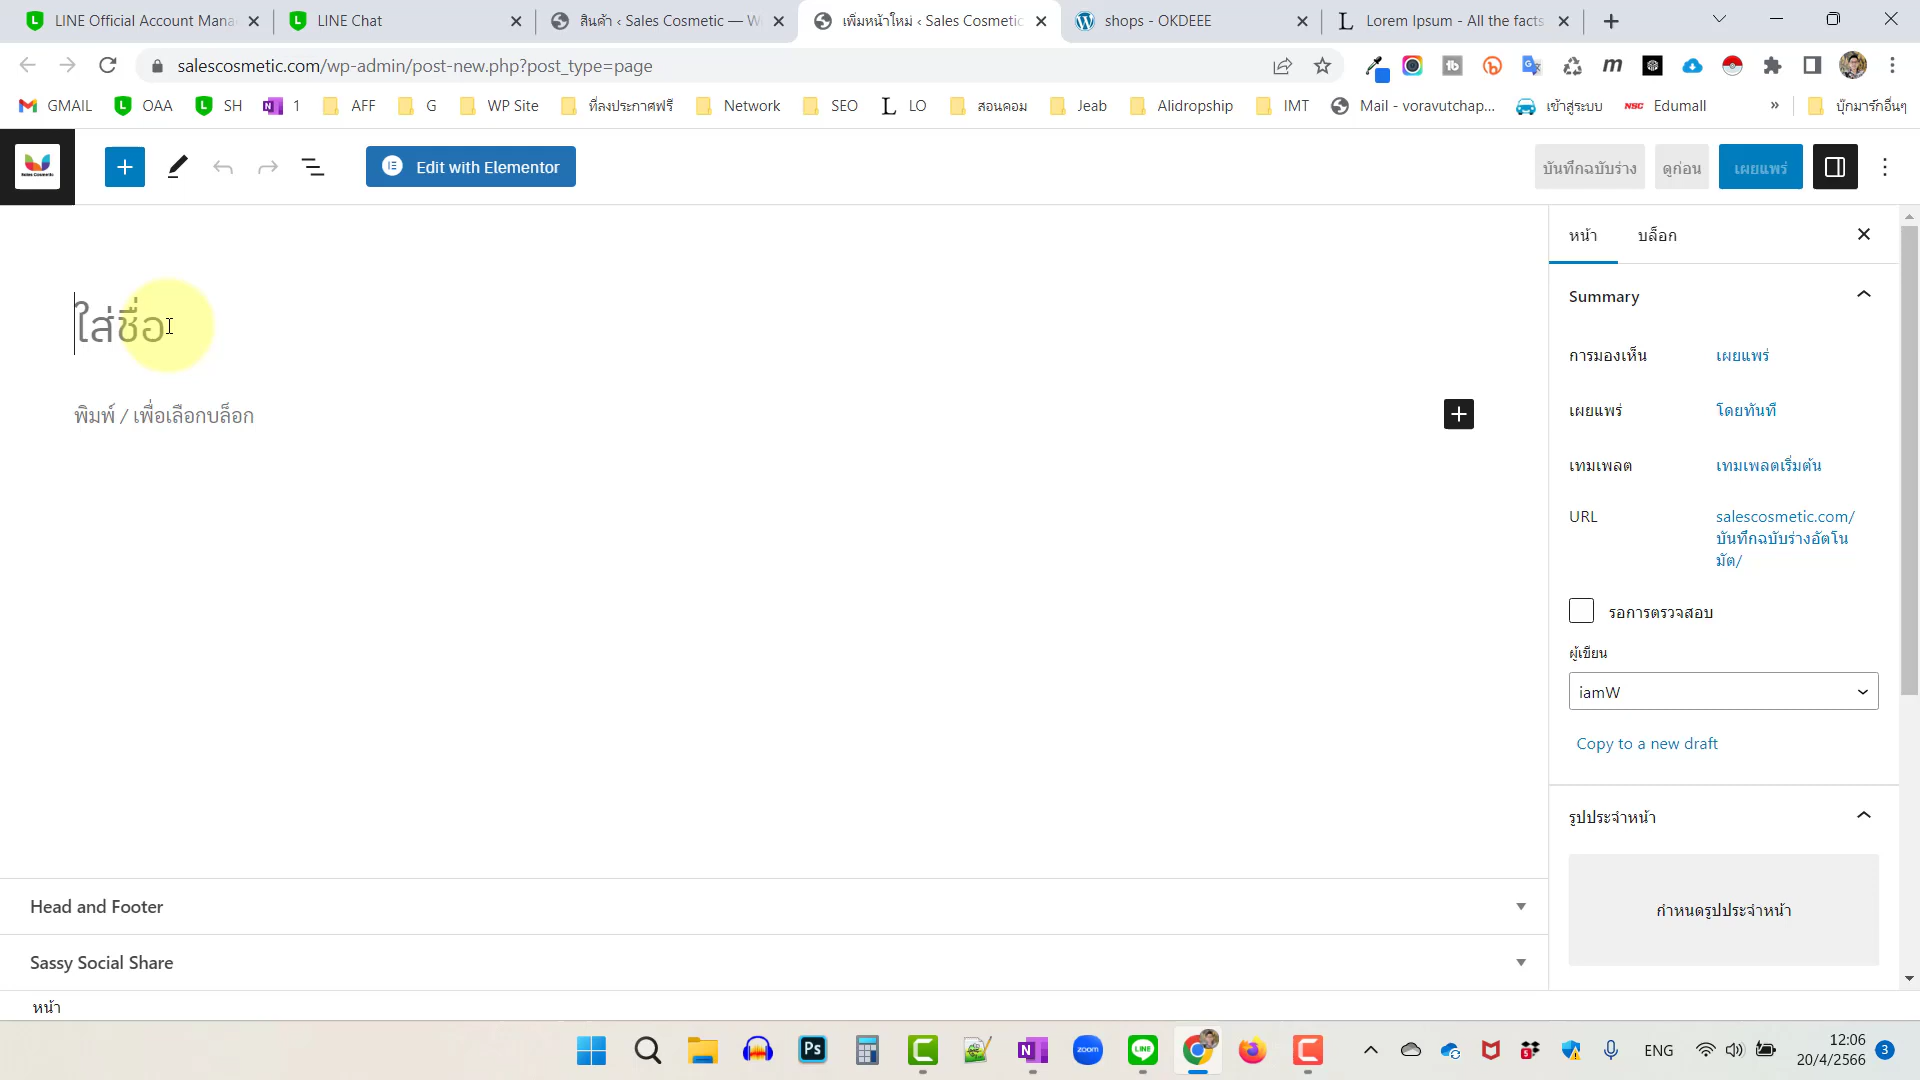 LINE Official Account Mana
LINE Chat
สินค้า ‹ Sales Cosmetic — W
เพิ่มหน้าใหม่ ‹ Sales Cosmetic
shops - OKDEEE
Lorem Ipsum - All the facts
salescosmetic.com/wp-admin/post-new.php?post_type=page
GMAIL
OAA
SH
1
AFF
G
WP Site
ที่ลงประกาศฟรี
Network
SEO
LO
สอนคอม
Jeab
Alidropship
IMT
Mail - voravutchap...
เข้าสู่ระบบ
NSC
Edumall
»
บุ๊กมาร์กอื่นๆ
Edit with Elementor
บันทึกฉบับร่าง
ดูก่อน
เผยแพร่
ใส่ชื่อ
พิมพ์ / เพื่อเลือกบล็อก
หน้า
บล็อก
Summary
การมองเห็น
เผยแพร่
เผยแพร่
โดยทันที
เทมเพลต
เทมเพลตเริ่มต้น
URL
salescosmetic.com/
บันทึกฉบับร่างอัตโน
มัต/
รอการตรวจสอบ
ผู้เขียน
iamW
Copy to a new draft
รูปประจำหน้า
กำหนดรูปประจำหน้า
Head and Footer
Sassy Social Share
หน้า
Ps
zoom
LINE
ENG
12:06
20/4/2566
3